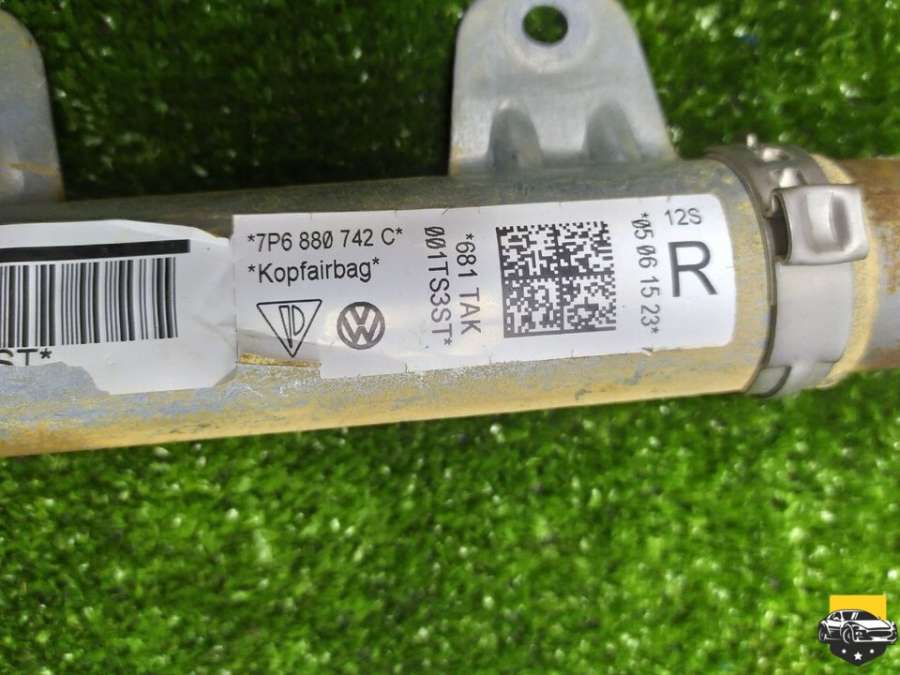 *7P6 880 742 C*
*Kopfairbag*
*681 TAK
001TS3ST*
*05 06 15 23*
12S
R
ST*